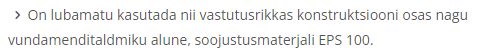 > On lubamatu kasutada nii vastutusrikkas konstruktsiooni osas nagu
vundamenditaldmiku alune, soojustusmaterjali EPS 100.